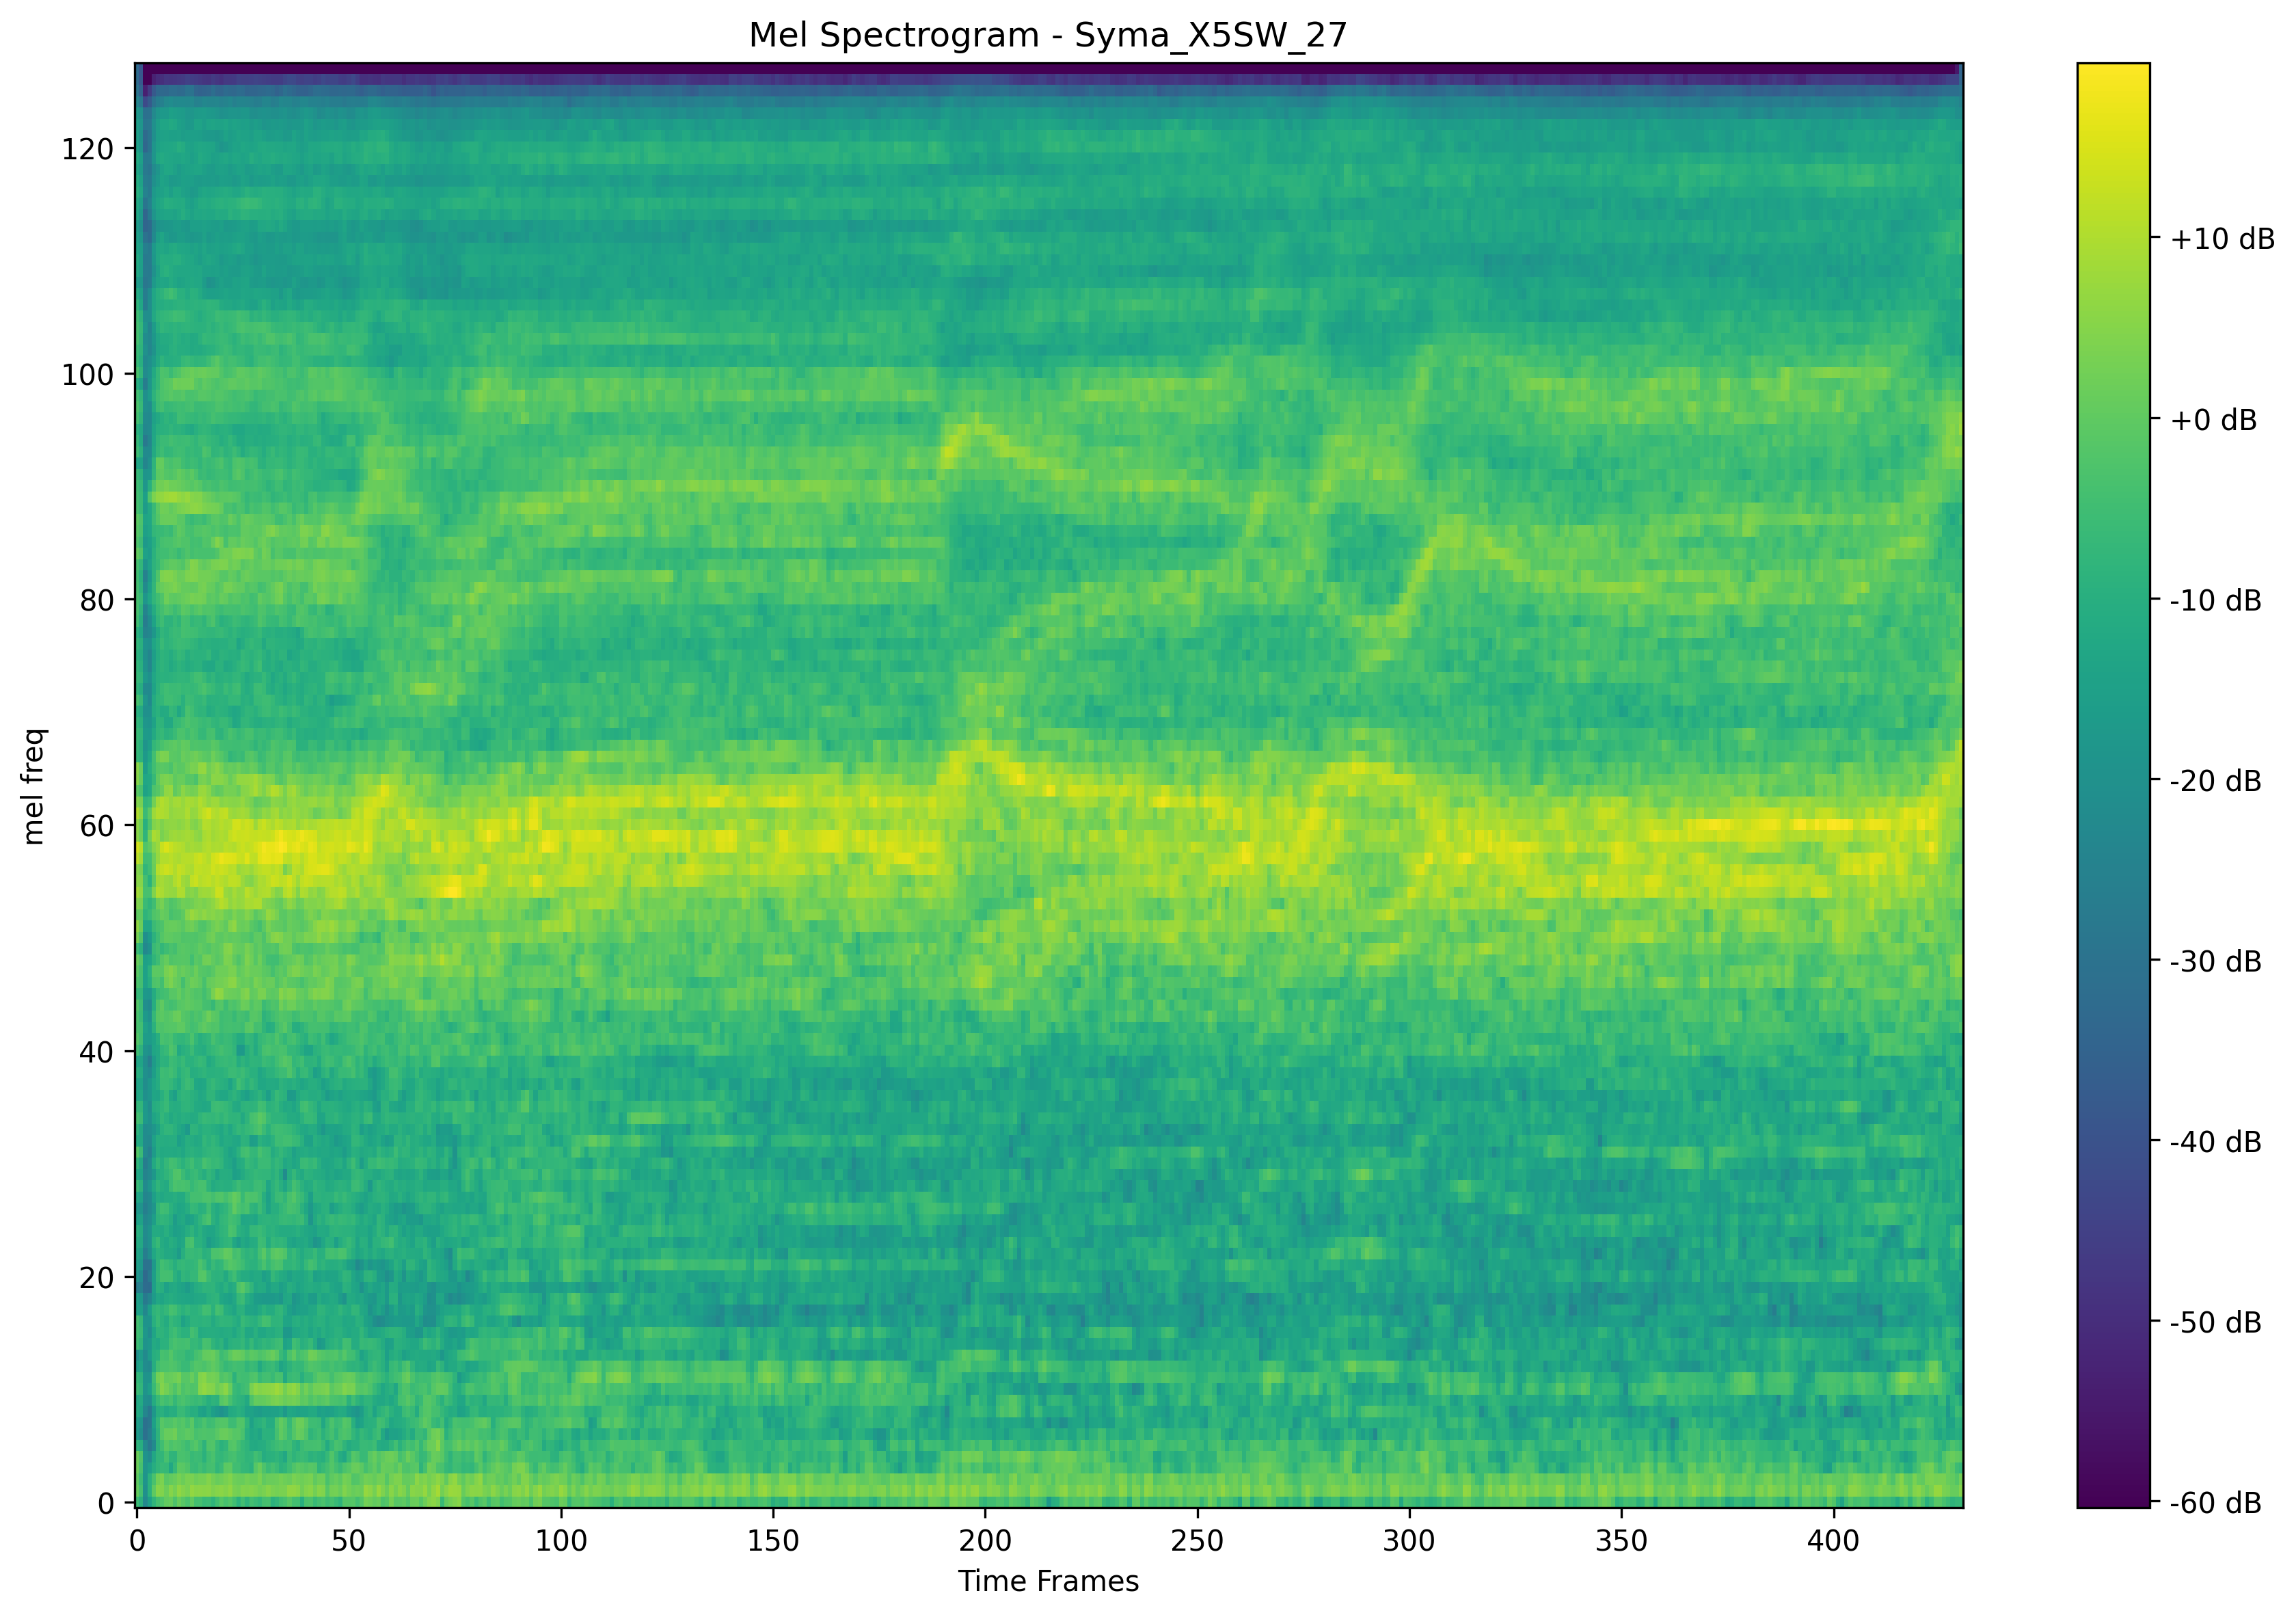 Mel Spectrogram - Syma_X5SW_27
mel freq
120
100
80
60
40
20
0
0 50 100 150 200 250 300 350 400
Time Frames
+10 dB
+0 dB
-10 dB
-20 dB
-30 dB
-40 dB
-50 dB
-60 dB